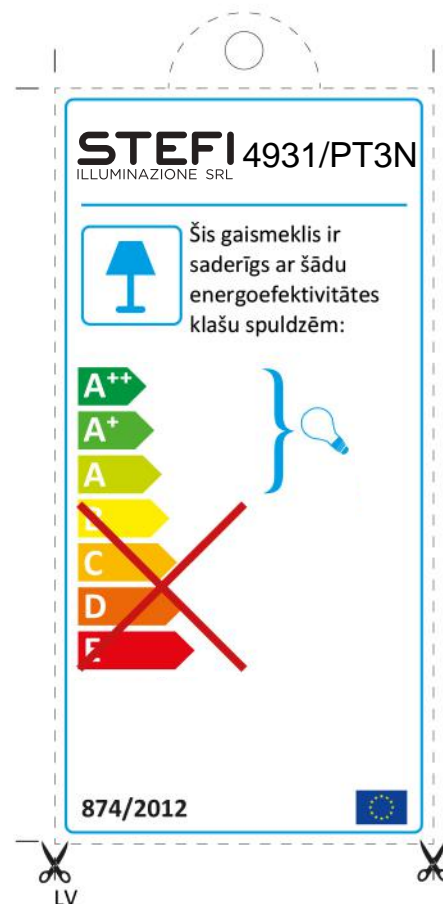 STEFI 4931/PT3N
ILLUMINAZIONE SRL
Šis gaismeklis ir
saderīgs ar šādu
energoefektivitātes
klašu spuldzēm:
A++
A+
A
B
C
D
E
874/2012
LV